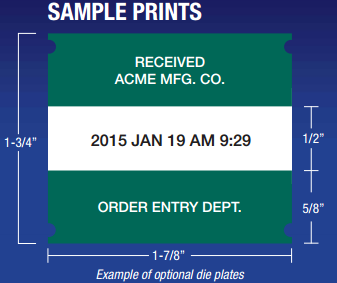 SAMPLE PRINTS
RECEIVED
ACME MFG. CO.
1-3/4”
2015 JAN 19 AM 9:29
1/2”
ORDER ENTRY DEPT.
5/8”
1-7/8”
Example of optional die plates